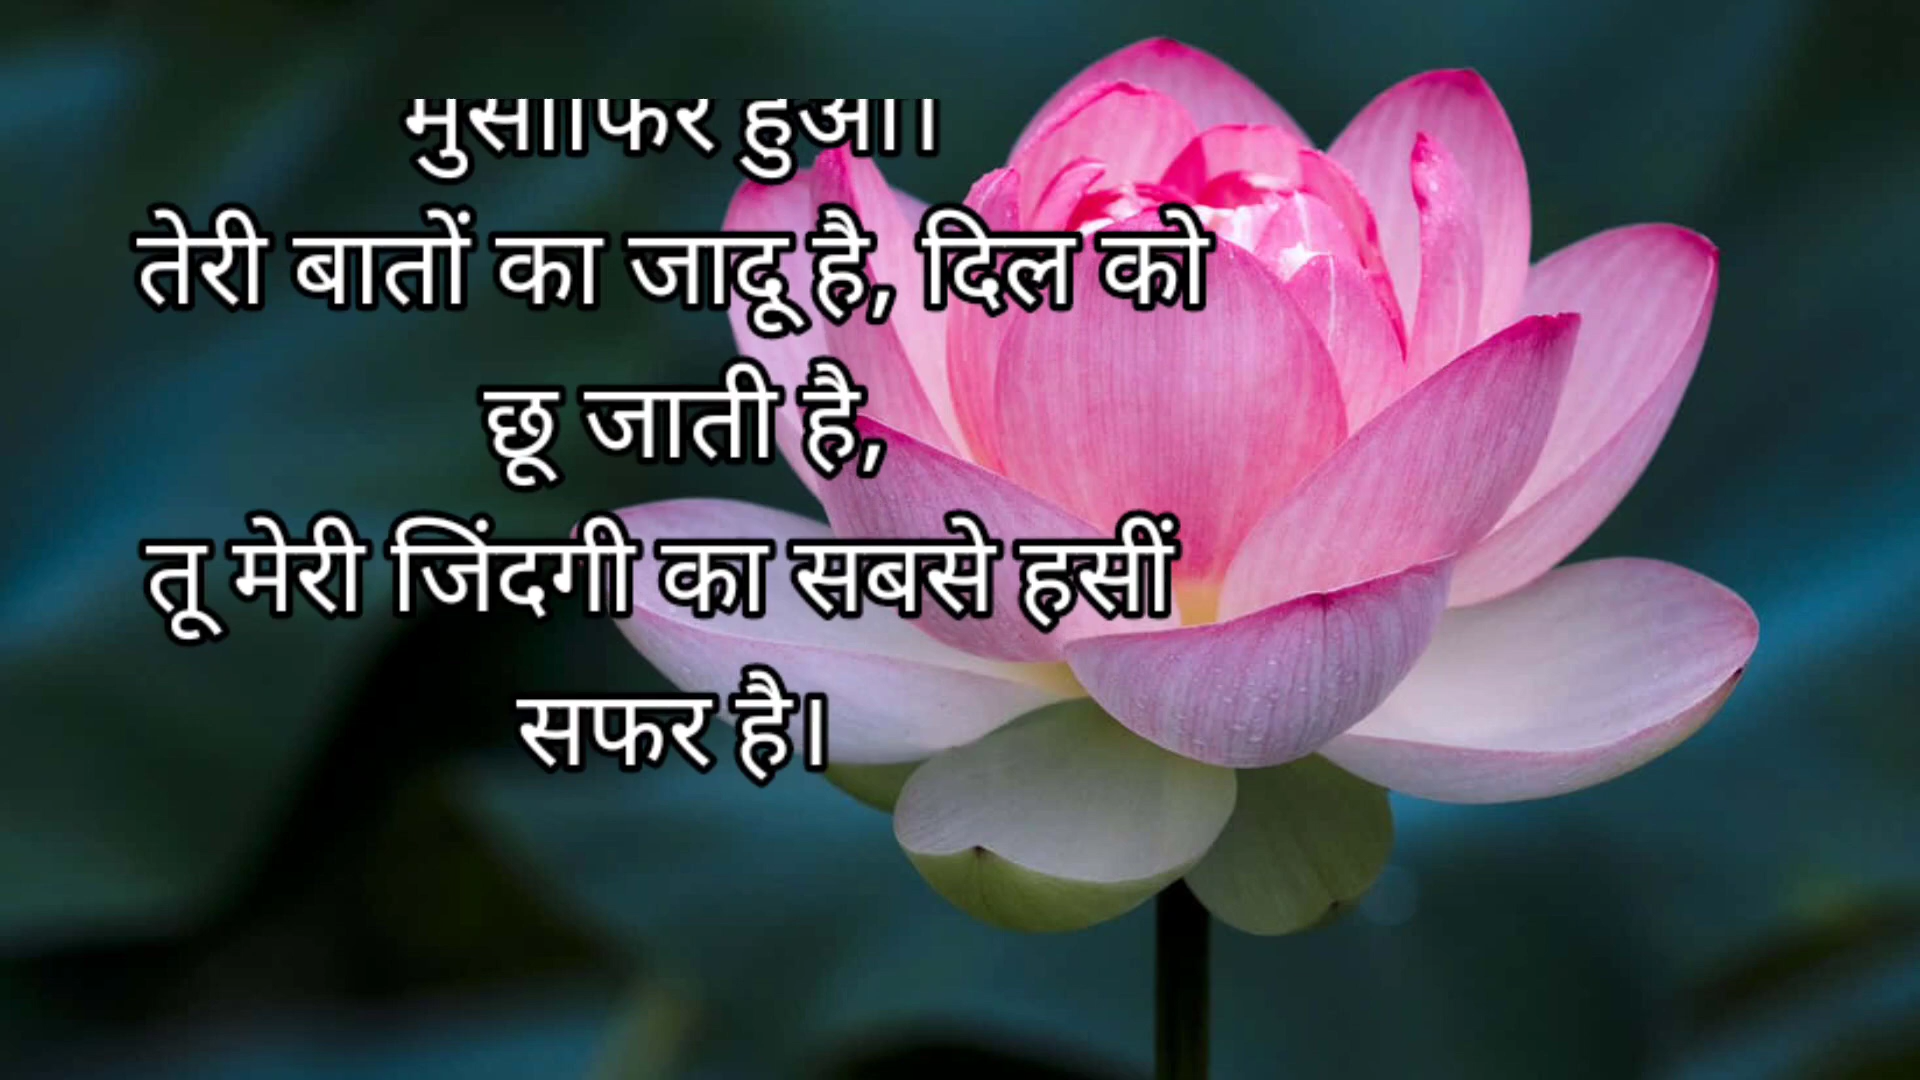 मुसाफिर हुआ।
तेरी बातों का जादू है, दिल को
छू जाती है,
तू मेरी जिंदगी का सबसे हसीं
सफर है।